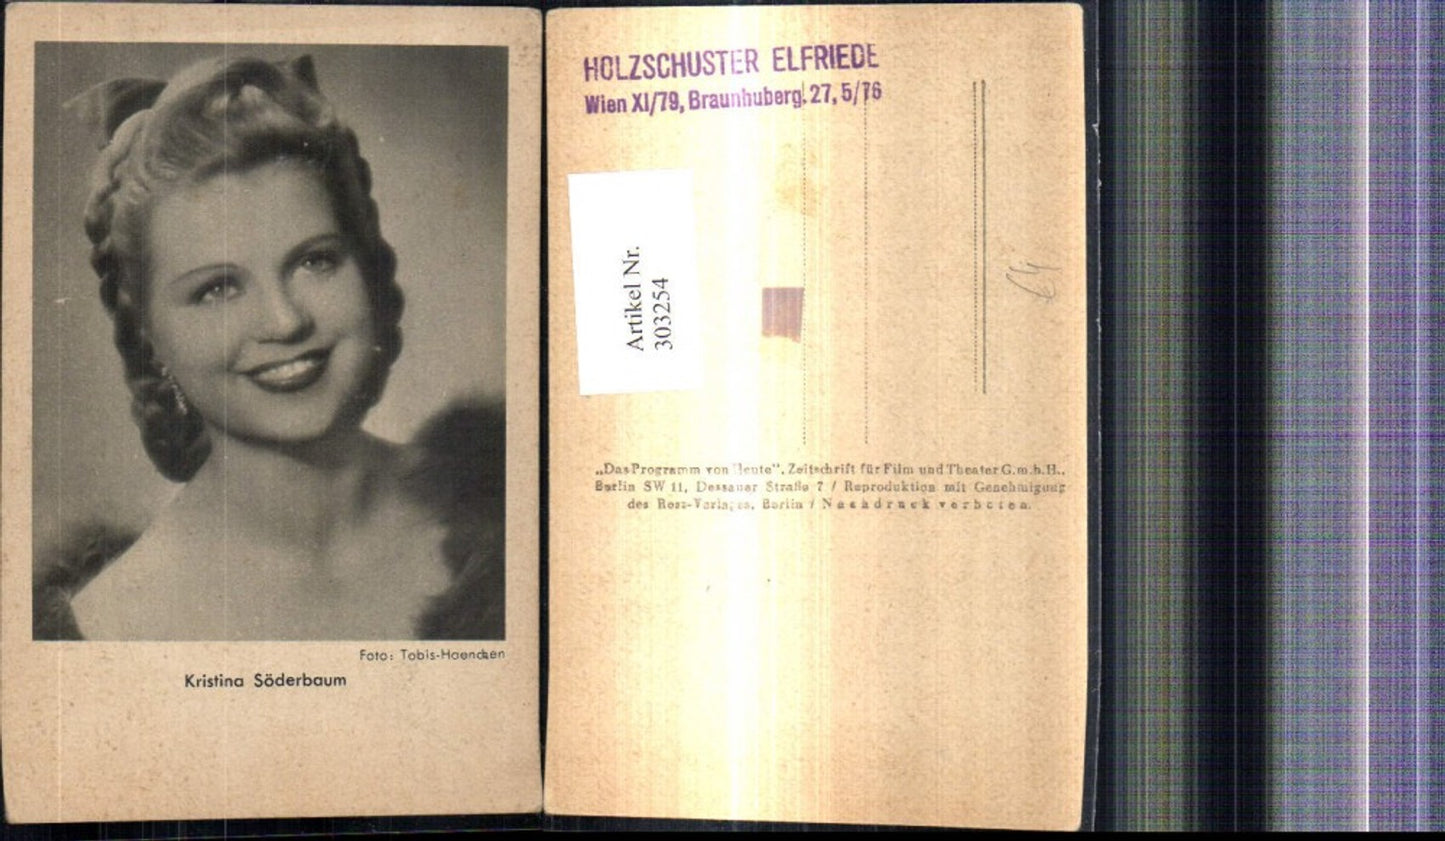 Foto: Tobis-Haendchen
Kristina Söderbaum
HOLZSCHUSTER ELFRIEDE
Wien XI/79, Braunhuberg. 27, 5/76
Artikel Nr.
303254
„Das Programm von Heute“, Zeitschrift für Film und Theater G.m.b.H.,
Berlin SW 11, Dessauer Straße 7 / Reproduktion mit Genehmigung
des Ross-Verlages, Berlin / Nachdruck verboten.